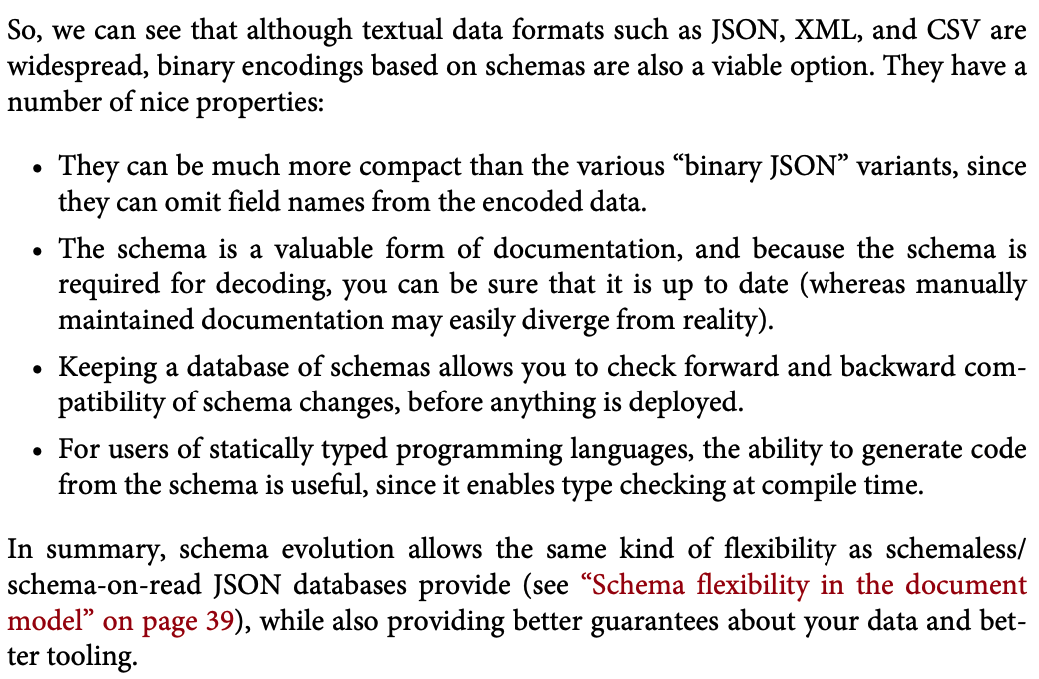 So, we can see that although textual data formats such as JSON, XML, and CSV are
widespread, binary encodings based on schemas are also a viable option. They have a
number of nice properties:
• They can be much more compact than the various “binary JSON” variants, since
they can omit field names from the encoded data.
• The schema is a valuable form of documentation, and because the schema is
required for decoding, you can be sure that it is up to date (whereas manually
maintained documentation may easily diverge from reality).
• Keeping a database of schemas allows you to check forward and backward com-
patibility of schema changes, before anything is deployed.
• For users of statically typed programming languages, the ability to generate code
from the schema is useful, since it enables type checking at compile time.
In summary, schema evolution allows the same kind of flexibility as schemaless/
schema-on-read JSON databases provide (see “Schema flexibility in the document
model” on page 39), while also providing better guarantees about your data and bet-
ter tooling.